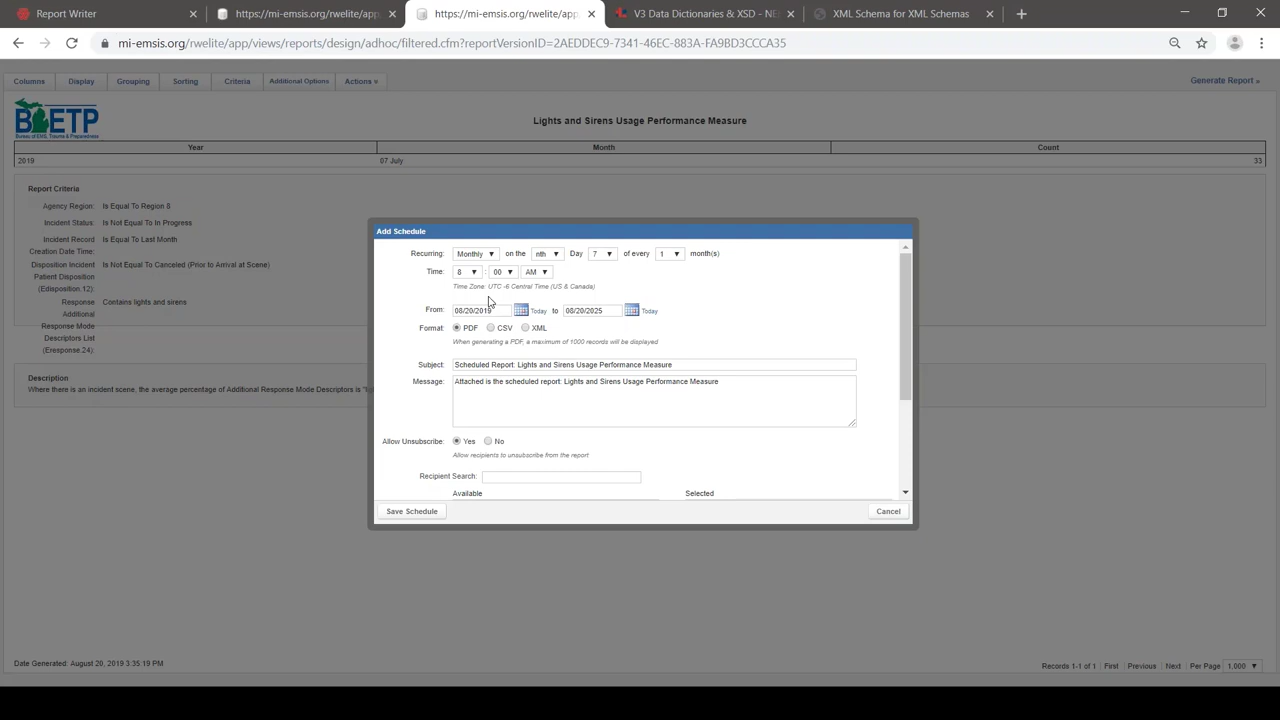 Report Writer
https://mi-emsis.org/rwelite/app.
https://mi-emsis.org/rwelite/app.
V3 Data Dictionaries & XSD - NE
XML Schema for XML Schemas
mi-emsis.org/rwelite/app/views/reports/design/adhoc/filtered.cfm?reportVersionID=2AEDDEC9-7341-46EC-883A-FA9BD3CCCA35
Columns Display Grouping Sorting Criteria Additional Options Actions »
Generate Report »
BETP
Bureau of EMS, Trauma & Preparedness
Lights and Sirens Usage Performance Measure
Year Month Count
2019 07 July 33
Report Criteria
Agency Region: Is Equal To Region 8
Incident Status: Is Not Equal To In Progress
Incident Record Is Equal To Last Month
Creation Date Time:
Disposition Incident Is Not Equal To Canceled (Prior to Arrival at Scene)
Patient Disposition
(Edisposition.12):
Response Contains lights and sirens
Additional
Response Mode
Descriptors List
(Eresponse.24):
Description
Where there is an incident scene, the average percentage of Additional Response Mode Descriptors is "lig
Add Schedule
Recurring: Monthly on the nth Day 7 of every 1 month(s)
Time: 8 : 00 AM
Time Zone: UTC -6 Central Time (US & Canada)
From: 08/20/2019 Today to 08/20/2025 Today
Format: PDF CSV XML
When generating a PDF, a maximum of 1000 records will be displayed
Subject: Scheduled Report: Lights and Sirens Usage Performance Measure
Message: Attached is the scheduled report: Lights and Sirens Usage Performance Measure
Allow Unsubscribe: Yes No
Allow recipients to unsubscribe from the report
Recipient Search:
Available Selected
Save Schedule Cancel
Date Generated: August 20, 2019 3:35:19 PM
Records 1-1 of 1 | First | Previous | Next | Per Page 1,000